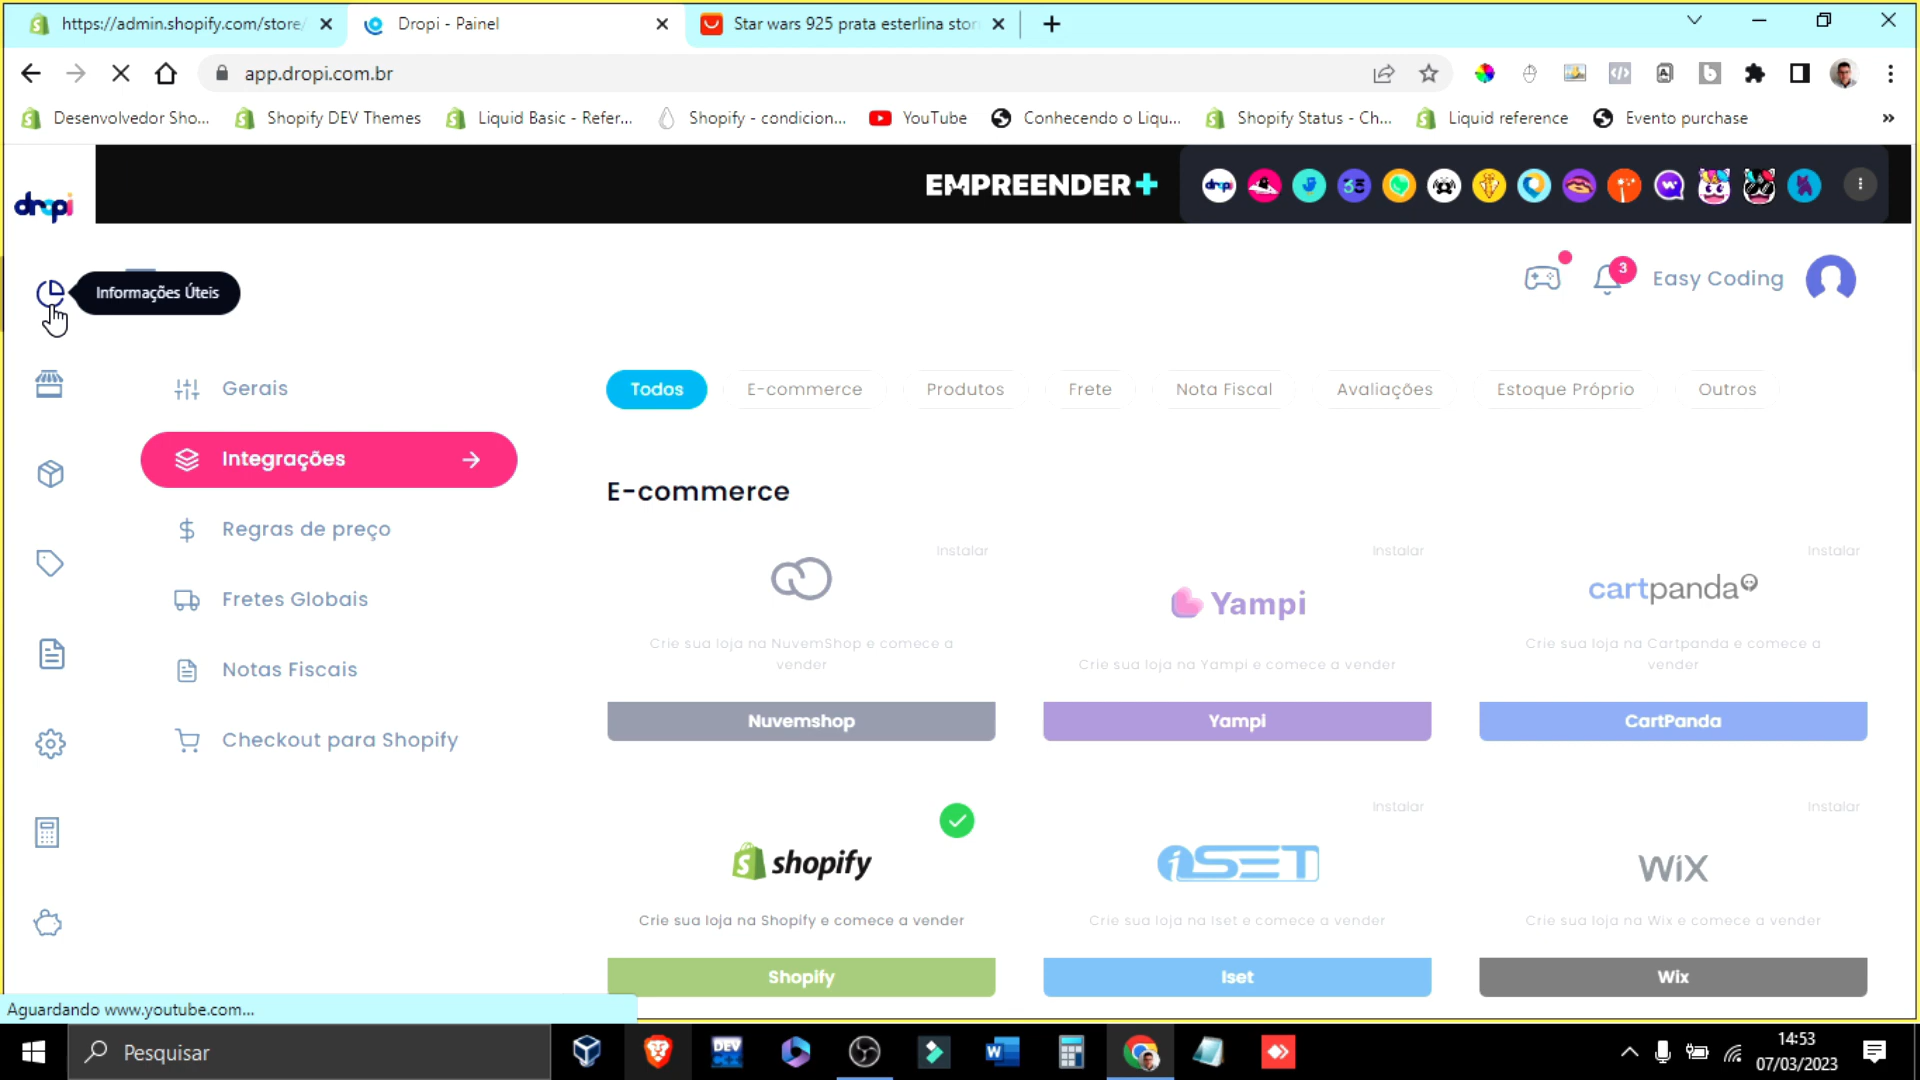 https://admin.shopify.com/store/
Dropi - Painel
Star wars 925 prata esterlina stor
app.dropi.com.br
Desenvolvedor Sho...
Shopify DEV Themes
Liquid Basic - Refer...
Shopify - condicion...
YouTube
Conhecendo o Liqu...
Shopify Status - Ch...
Liquid reference
Evento purchase
»
dropi
EMPREENDER+
dropi
Informações Úteis
3
Easy Coding
Gerais
Integrações
Regras de preço
Fretes Globais
Notas Fiscais
Checkout para Shopify
Todos
E-commerce
Produtos
Frete
Nota Fiscal
Avaliações
Estoque Próprio
Outros
E-commerce
Instalar
Crie sua loja na NuvemShop e comece a
vender
Nuvemshop
Instalar
Yampi
Crie sua loja na Yampi e comece a vender
Yampi
Instalar
cartpanda
Crie sua loja na Cartpanda e comece a
vender
CartPanda
shopify
Crie sua loja na Shopify e comece a vender
Shopify
Instalar
iSET
Crie sua loja na Iset e comece a vender
Iset
Instalar
WiX
Crie sua loja na Wix e comece a vender
Wix
Aguardando www.youtube.com...
Pesquisar
DEV
C++
W
14:53
07/03/2023